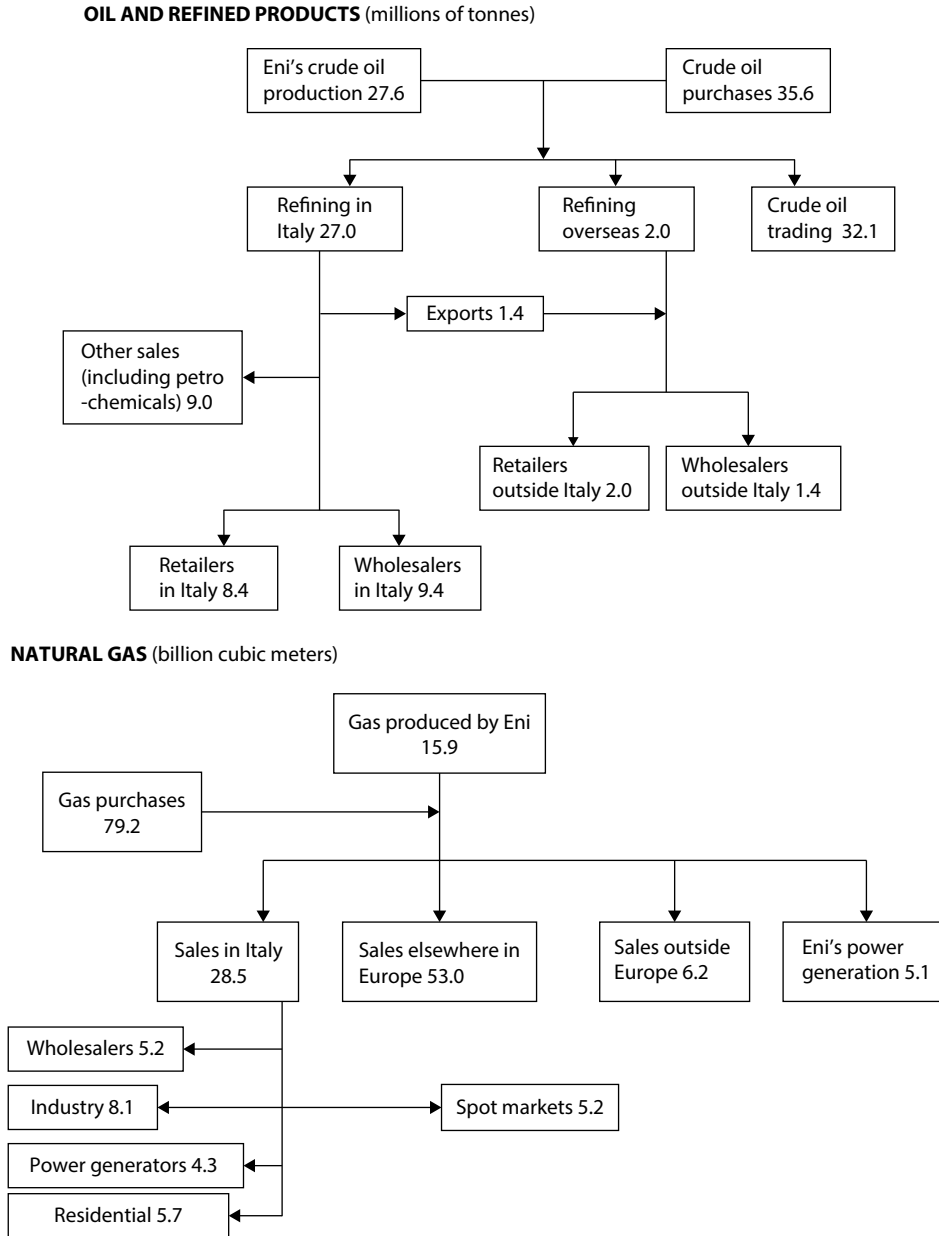 OIL AND REFINED PRODUCTS (millions of tonnes)
Eni's crude oil
production 27.6
Crude oil
purchases 35.6
Refining in
Italy 27.0
Refining
overseas 2.0
Crude oil
trading 32.1
Exports 1.4
Other sales
(including petro
-chemicals) 9.0
Retailers
outside Italy 2.0
Wholesalers
outside Italy 1.4
Retailers
in Italy 8.4
Wholesalers
in Italy 9.4
NATURAL GAS (billion cubic meters)
Gas produced by Eni
15.9
Gas purchases
79.2
Sales in Italy
28.5
Sales elsewhere in
Europe 53.0
Sales outside
Europe 6.2
Eni's power
generation 5.1
Wholesalers 5.2
Industry 8.1
Spot markets 5.2
Power generators 4.3
Residential 5.7